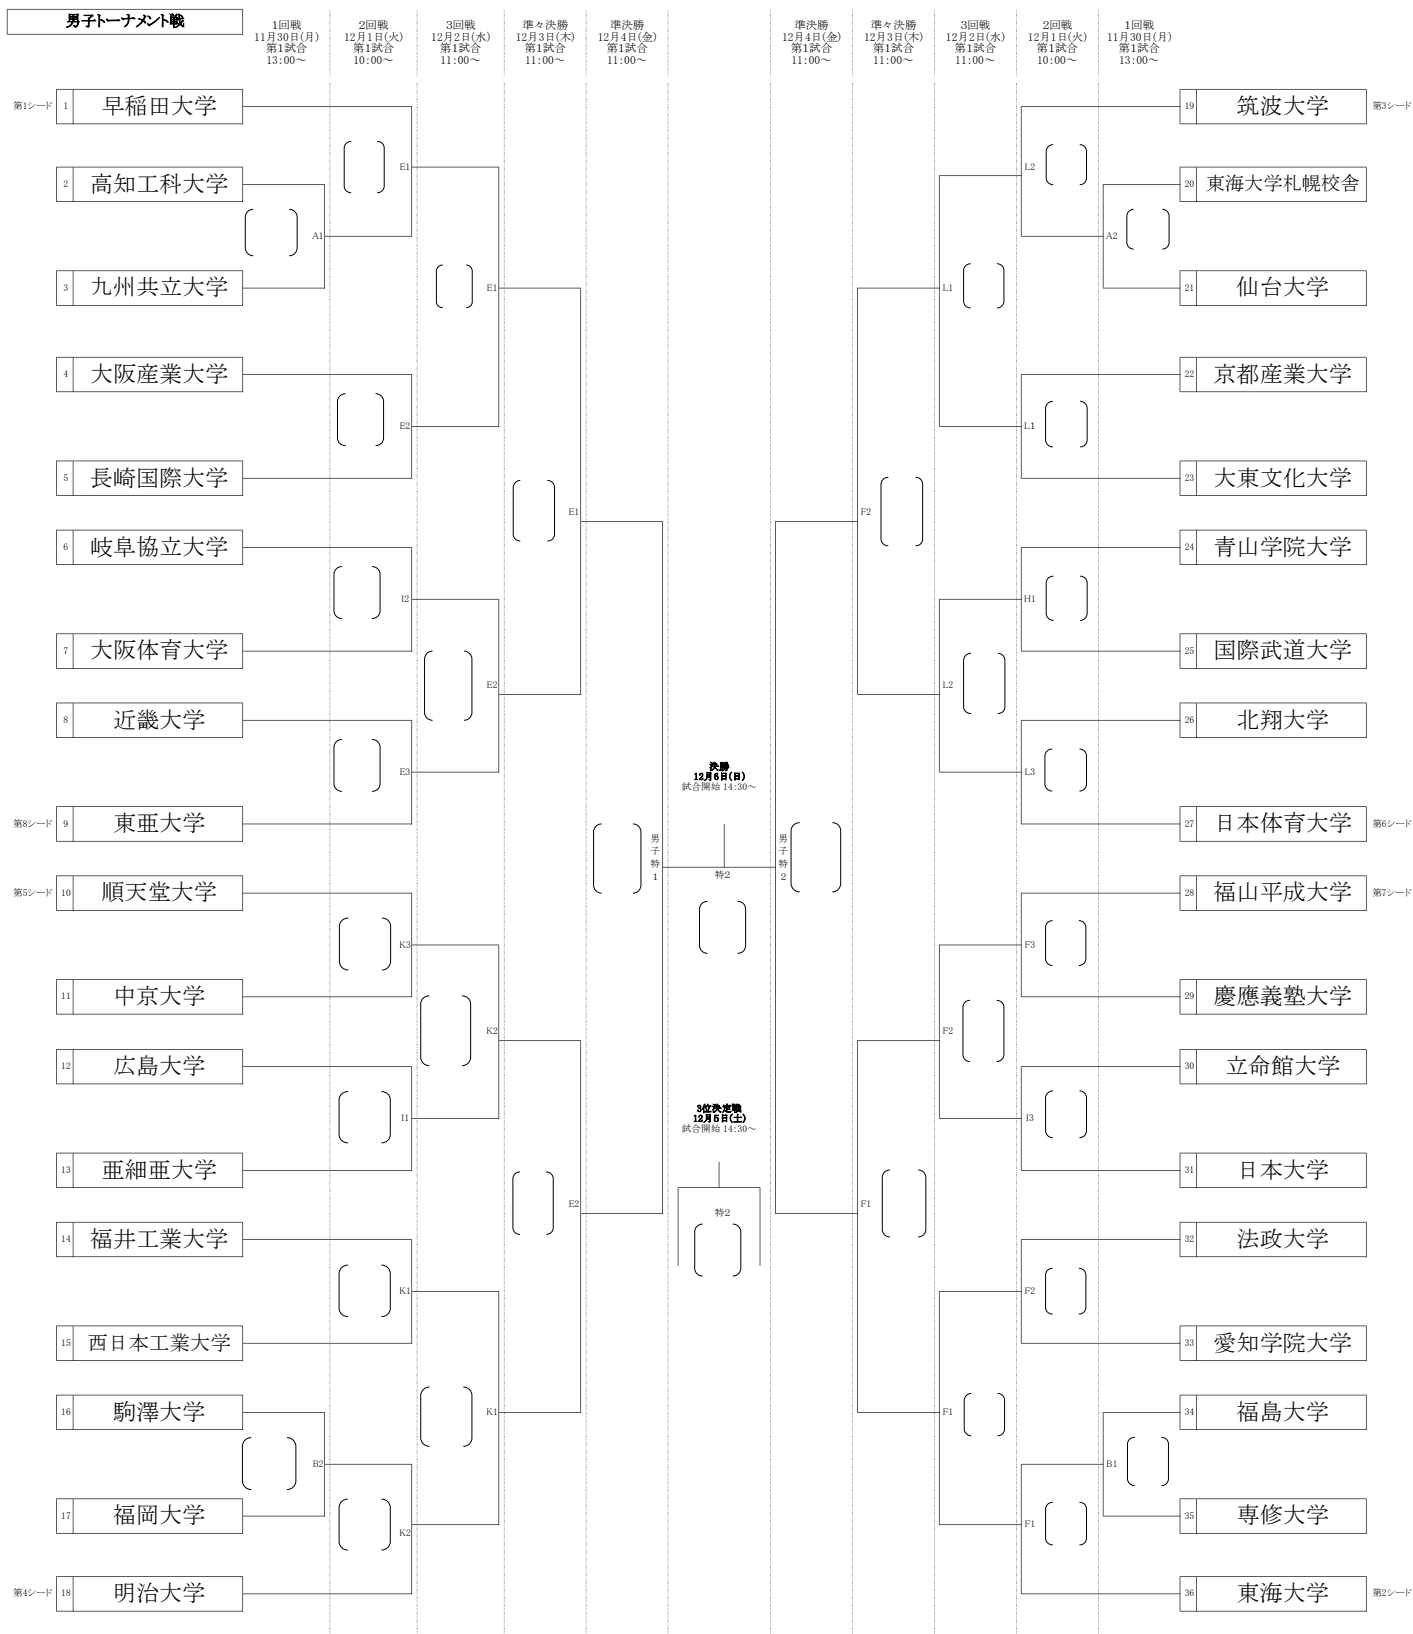 男子トーナメント戦
1回戦
11月30日(月)
第1試合
13:00～
2回戦
12月1日(火)
第1試合
10:00～
3回戦
12月2日(水)
第1試合
11:00～
準々決勝
12月3日(木)
第1試合
11:00～
準決勝
12月4日(金)
第1試合
11:00～
準決勝
12月4日(金)
第1試合
11:00～
準々決勝
12月3日(木)
第1試合
11:00～
3回戦
12月2日(水)
第1試合
11:00～
2回戦
12月1日(火)
第1試合
10:00～
1回戦
11月30日(月)
第1試合
13:00～
第1シード 1 早稲田大学
2 高知工科大学
3 九州共立大学
4 大阪産業大学
5 長崎国際大学
6 岐阜協立大学
7 大阪体育大学
8 近畿大学
第8シード 9 東亜大学
第5シード 10 順天堂大学
11 中京大学
12 広島大学
13 亜細亜大学
14 福井工業大学
15 西日本工業大学
16 駒澤大学
17 福岡大学
第4シード 18 明治大学
A1
B2
E1
E2
I2
E3
K3
I1
K1
K2
E1
E2
K2
K1
E1
E2
男子特1
決勝
12月6日(日)
試合開始 14:30～
特2
3位決定戦
12月5日(土)
試合開始 14:30～
特2
男子特2
F2
F1
L1
L2
F2
F1
L2
L1
H1
L3
F3
I3
F2
F1
A2
B1
19 筑波大学 第3シード
20 東海大学札幌校舎
21 仙台大学
22 京都産業大学
23 大東文化大学
24 青山学院大学
25 国際武道大学
26 北翔大学
27 日本体育大学 第6シード
28 福山平成大学 第7シード
29 慶應義塾大学
30 立命館大学
31 日本大学
32 法政大学
33 愛知学院大学
34 福島大学
35 専修大学
36 東海大学 第2シード